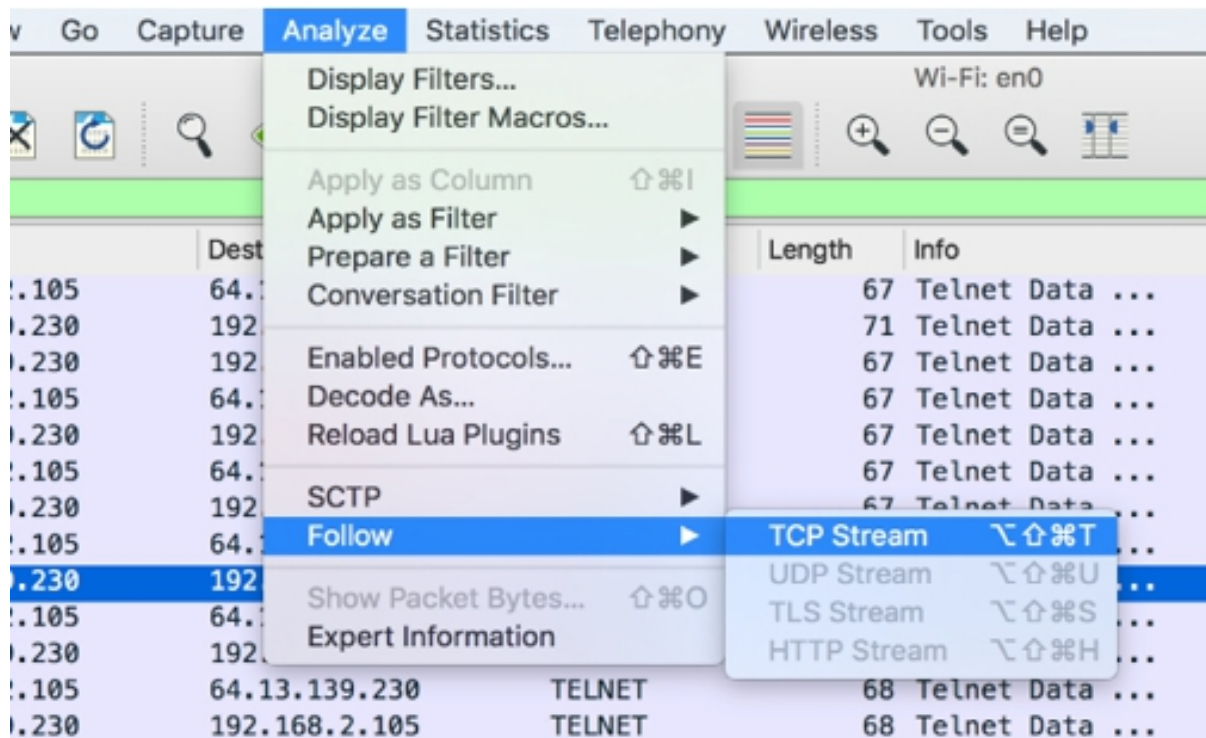 Go Capture Analyze Statistics Telephony Wireless Tools Help
Wi-Fi: en0
Display Filters...
Display Filter Macros...
Apply as Column ⇧⌘I
Apply as Filter ▶
Prepare a Filter ▶
Conversation Filter ▶
Enabled Protocols... ⇧⌘E
Decode As...
Reload Lua Plugins ⇧⌘L
SCTP ▶
Follow ▶
Show Packet Bytes... ⇧⌘O
Expert Information
TCP Stream ⌥⇧⌘T
UDP Stream ⌥⇧⌘U
TLS Stream ⌥⇧⌘S
HTTP Stream ⌥⇧⌘H
Dest Length Info
.105 64. 67 Telnet Data ...
.230 192 71 Telnet Data ...
.230 192. 67 Telnet Data ...
.105 64. 67 Telnet Data ...
.230 192. 67 Telnet Data ...
.105 64. 67 Telnet Data ...
.230 192 67 Telnet Data ...
.105 64. ...
.230 192. ...
.105 64. ...
.230 192. ...
.105 64.13.139.230 TELNET 68 Telnet Data ...
.230 192.168.2.105 TELNET 68 Telnet Data ...